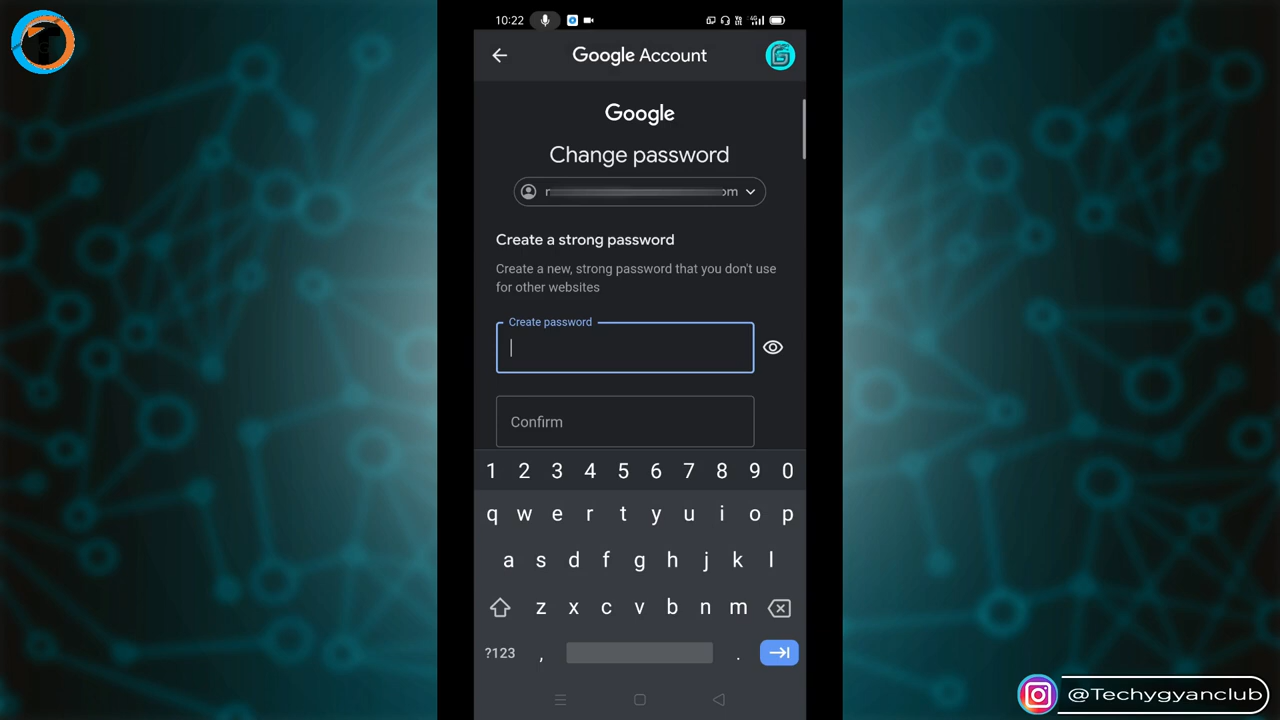 10:22
Google Account
Google
Change password
Create a strong password
Create a new, strong password that you don't use
for other websites
Create password
Confirm
1 2 3 4 5 6 7 8 9 0
q w e r t y u i o p
a s d f g h j k l
z x c v b n m
?123 , .
@Techygyanclub